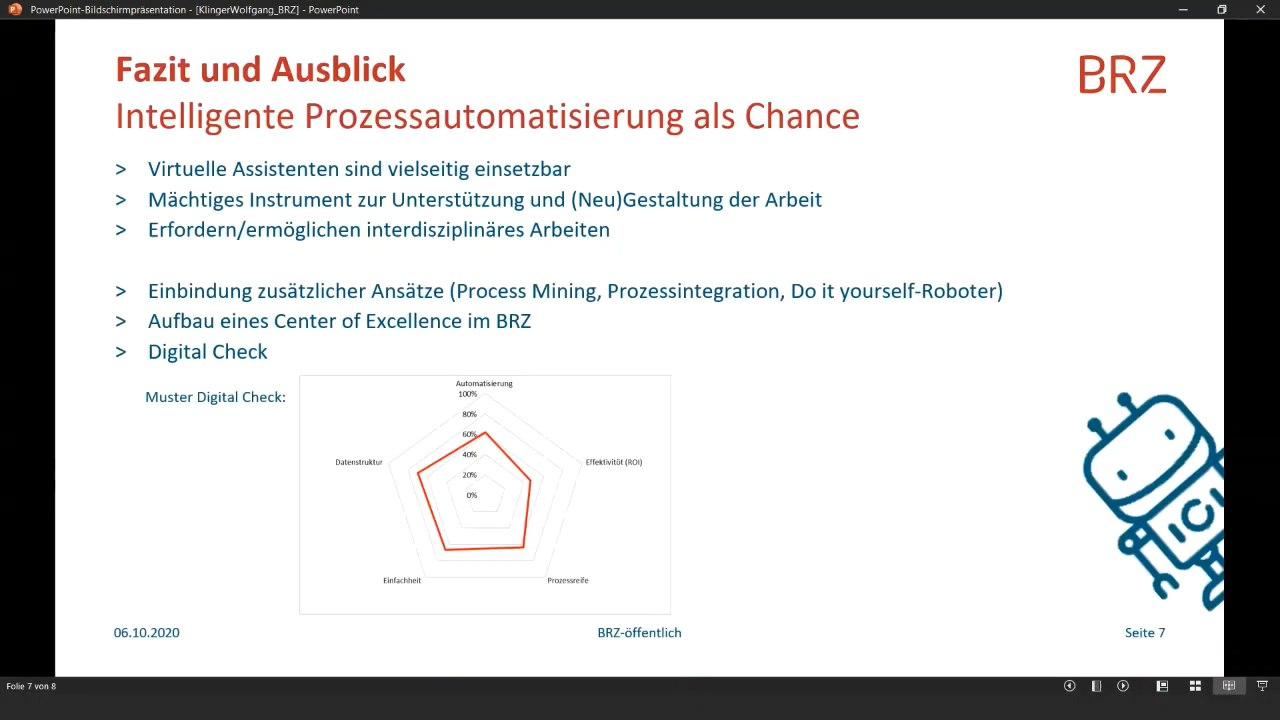 PowerPoint-Bildschirmpräsentation - [KlingerWolfgang_BRZ] - PowerPoint
Fazit und Ausblick
BRZ
Intelligente Prozessautomatisierung als Chance
> Virtuelle Assistenten sind vielseitig einsetzbar
> Mächtiges Instrument zur Unterstützung und (Neu)Gestaltung der Arbeit
> Erfordern/ermöglichen interdisziplinäres Arbeiten
> Einbindung zusätzlicher Ansätze (Process Mining, Prozessintegration, Do it yourself-Roboter)
> Aufbau eines Center of Excellence im BRZ
> Digital Check
Muster Digital Check:
Automatisierung
100%
80%
60%
40%
20%
0%
Datenstruktur
Effektivität (ROI)
Einfachheit
Prozessreife
06.10.2020
BRZ-öffentlich
Seite 7
Folie 7 von 8